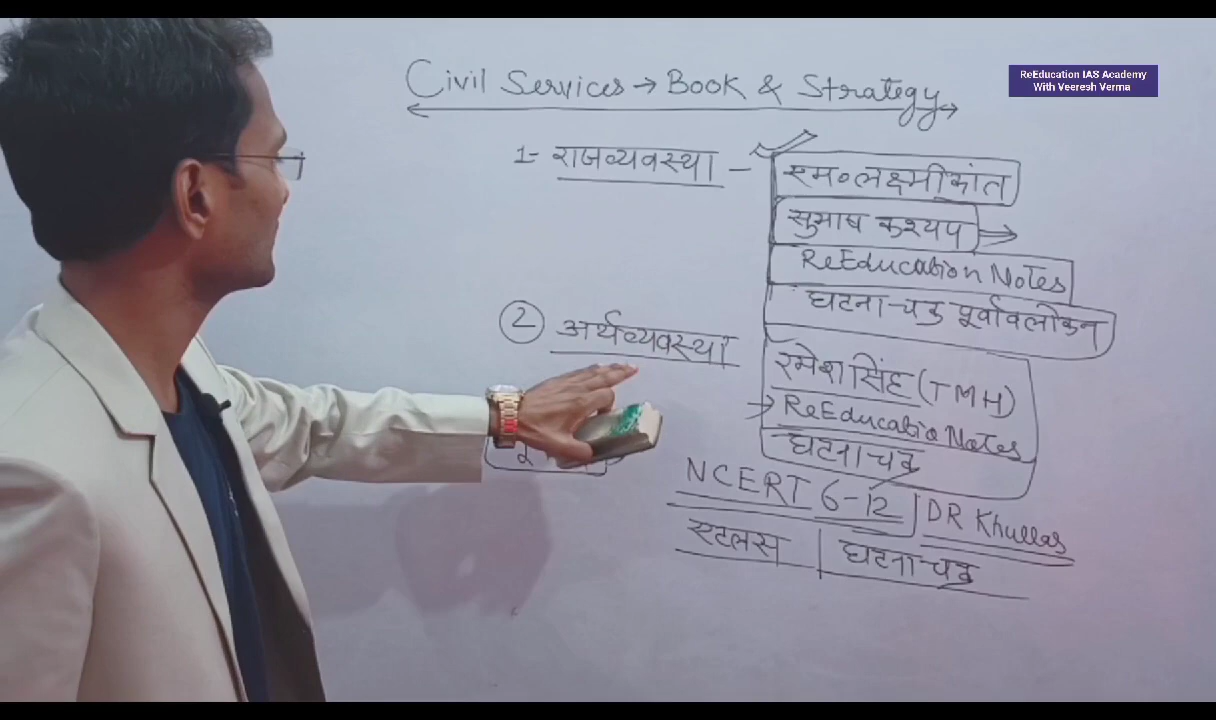 ReEducation IAS Academy
With Veeresh Verma
Civil Services → Book & Strategy
1- राजव्यवस्था -
एम॰लक्ष्मीकांत
सुभाष कश्यप →
ReEducation Notes
घटना-चक्र पूर्वावलोकन
2 अर्थव्यवस्था
रमेश सिंह (TMH)
→ ReEducatio Notes
घटनाचक्र
NCERT 6-12 | DR Khullar
एटलस | घटनाचक्र